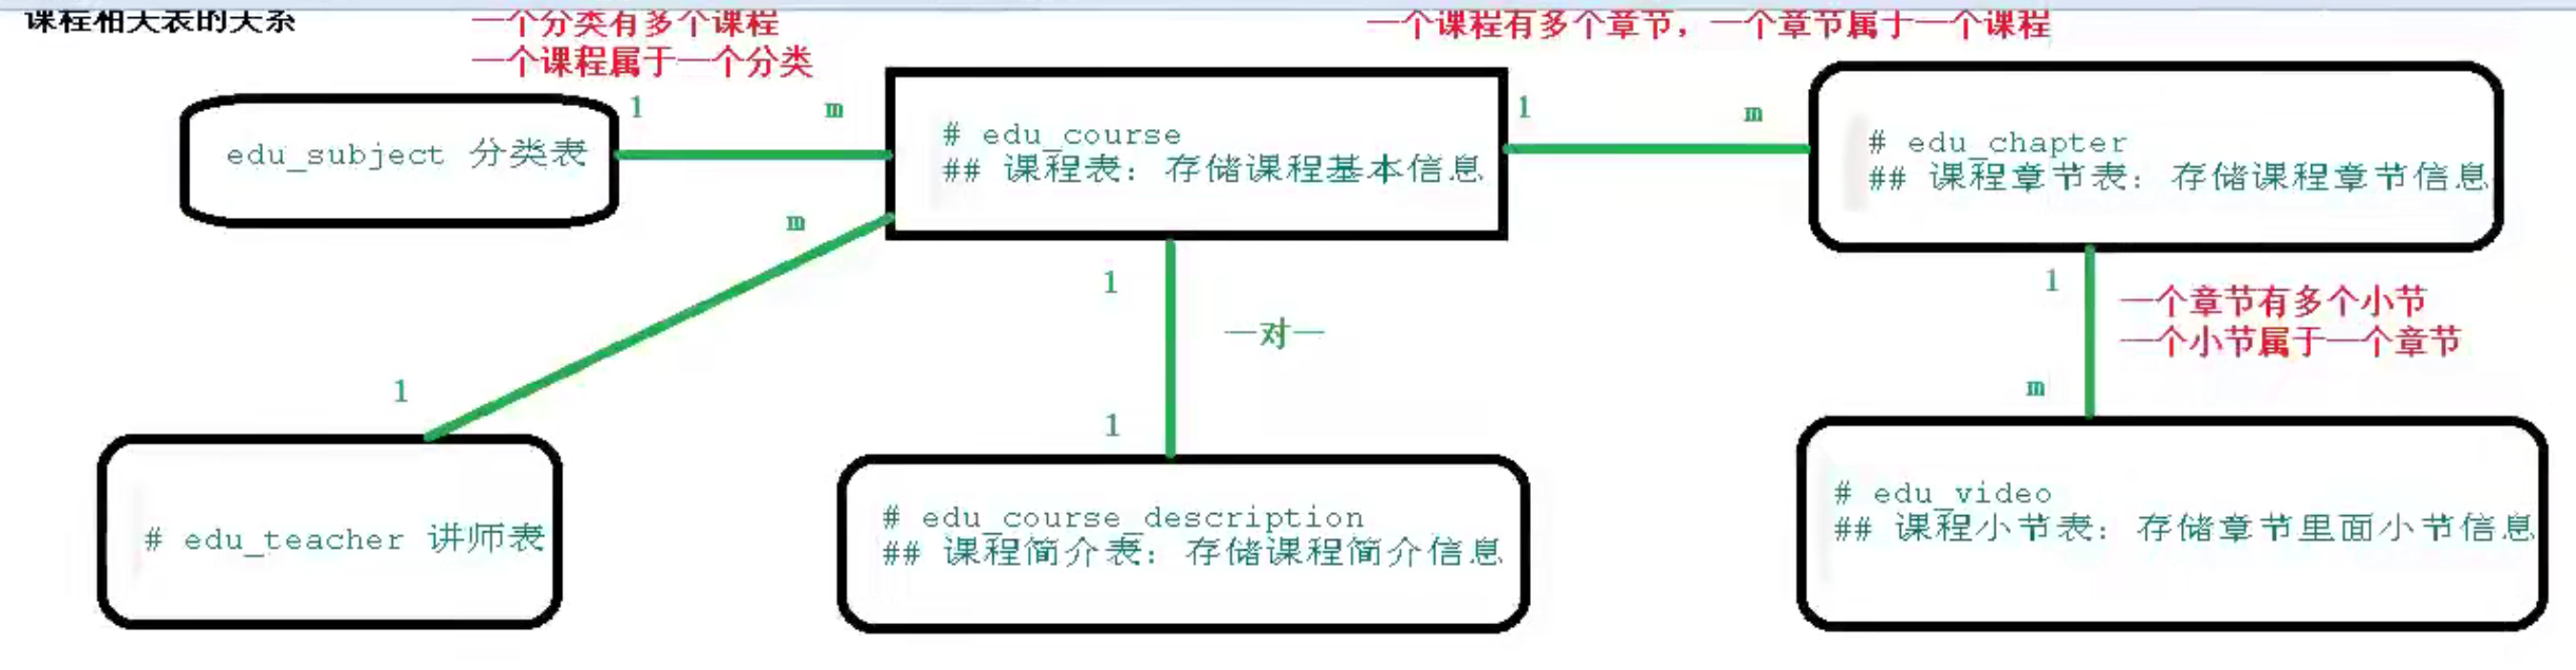 课程相关表的关系
一个分类有多个课程
一个课程属于一个分类
一个课程有多个章节，一个章节属于一个课程
1
m
edu_subject 分类表
# edu_course
## 课程表：存储课程基本信息
1
m
# edu_chapter
## 课程章节表：存储课程章节信息
m
1
1
一对一
1
1
一个章节有多个小节
一个小节属于一个章节
m
# edu_teacher 讲师表
# edu_course_description
## 课程简介表：存储课程简介信息
# edu_video
## 课程小节表：存储章节里面小节信息